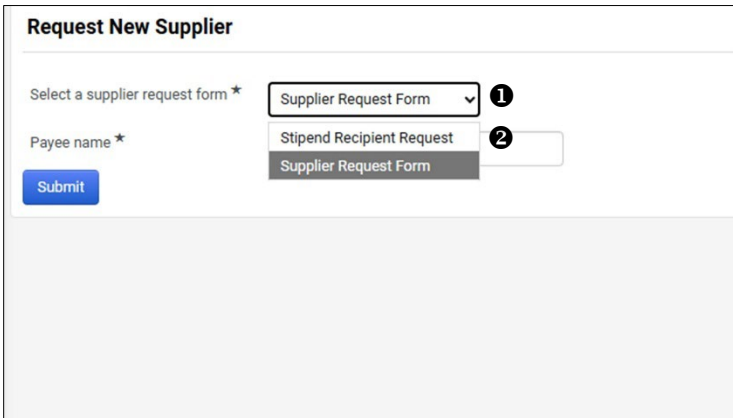 Request New Supplier
Select a supplier request form ★ Supplier Request Form ❶
Payee name ★ Stipend Recipient Request ❷
Supplier Request Form
Submit